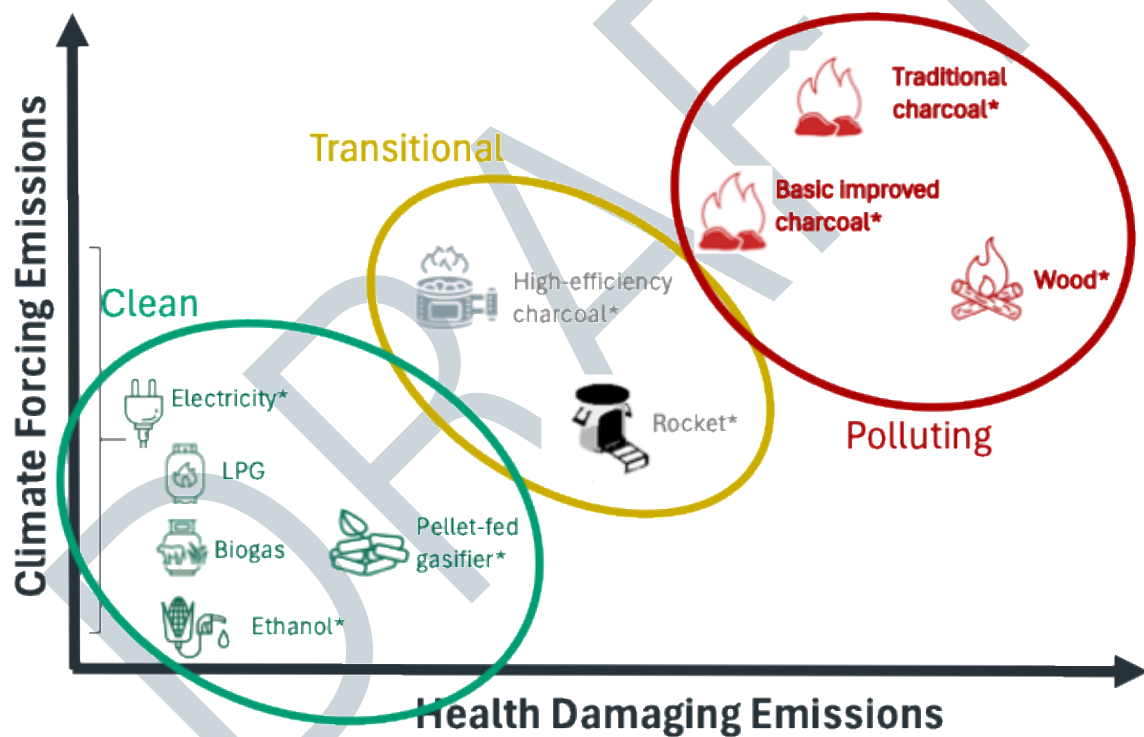 DRAFT
Climate Forcing Emissions
Traditional
charcoal*
Transitional
Basic improved
charcoal*
High-efficiency
charcoal*
Wood*
Clean
Electricity*
Rocket*
Polluting
LPG
Pellet-fed
gasifier*
Biogas
Ethanol*
Health Damaging Emissions